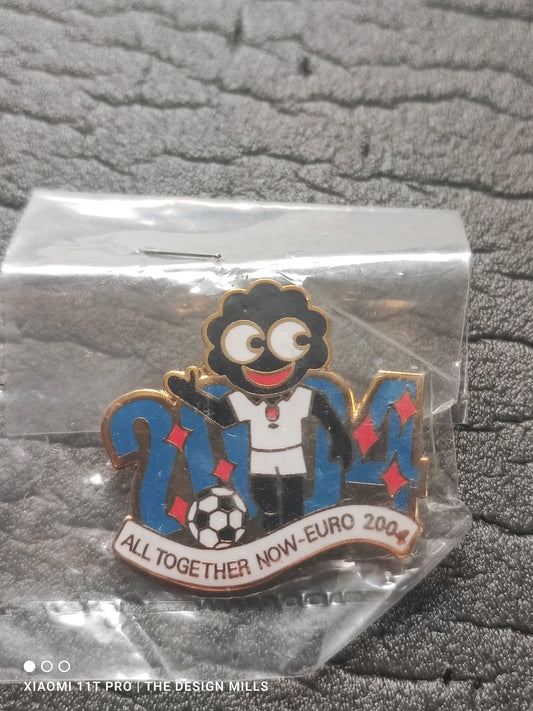 2004
ALL TOGETHER NOW-EURO 2004
XIAOMI 11T PRO | THE DESIGN MILLS